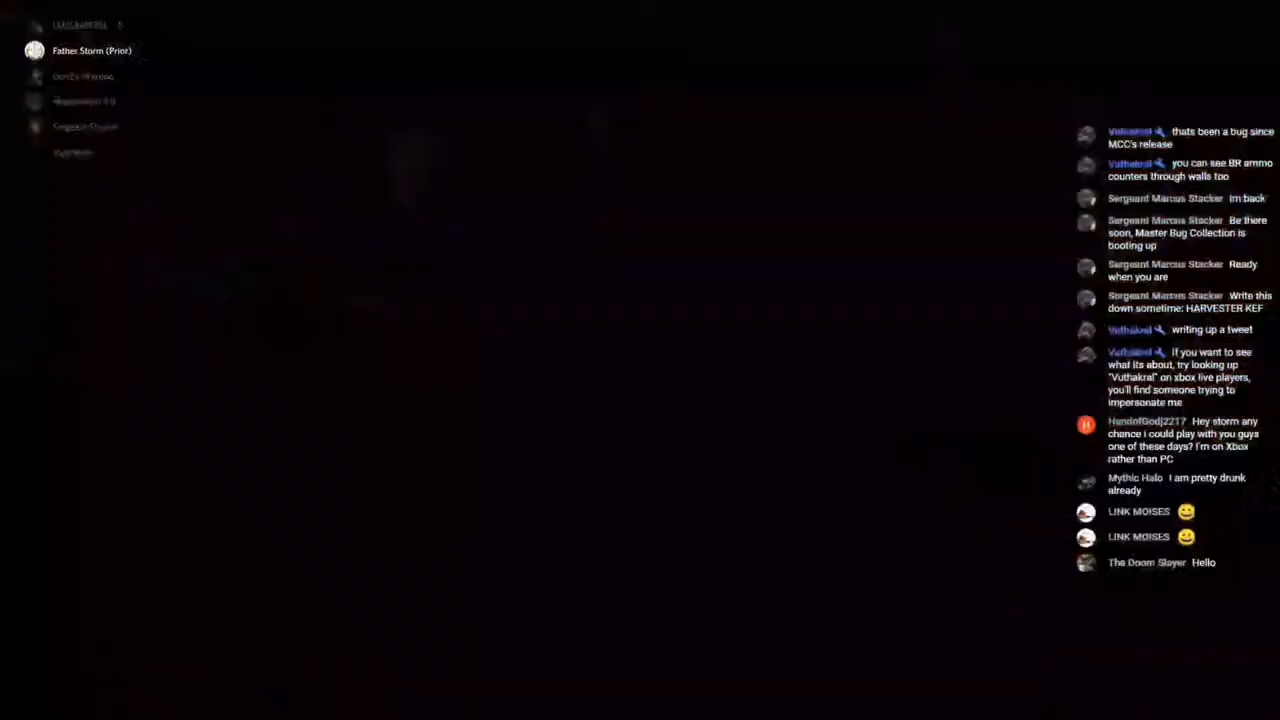 Father Storm (Prior)
Vuthakral thats been a bug since
MCC's release
Vuthakral you can see BR ammo
counters through walls too
Sergeant Marcus Stacker Im back
Sergeant Marcus Stacker Be there
soon, Master Bug Collection is
booting up
Sergeant Marcus Stacker Ready
when you are
Sergeant Marcus Stacker Write this
down sometime: HARVESTER KEF
Vuthakral writing up a tweet
Vuthakral If you want to see
what its about, try looking up
"Vuthakral" on xbox live players,
you'll find someone trying to
impersonate me
H
HandofGodj2217 Hey storm any
chance i could play with you guys
one of these days? I'm on Xbox
rather than PC
Mythic Halo I am pretty drunk
already
LINK MOISES
LINK MOISES
The Doom Slayer Hello